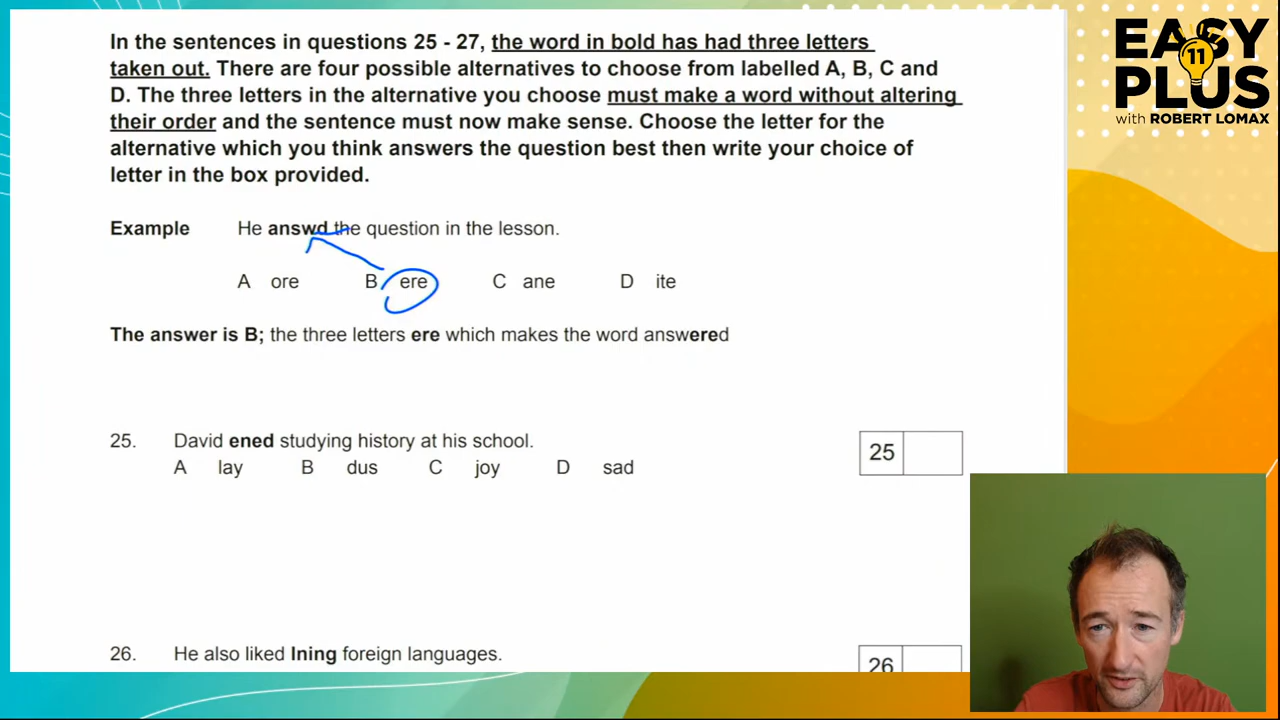 In the sentences in questions 25 - 27, the word in bold has had three letters
taken out. There are four possible alternatives to choose from labelled A, B, C and
D. The three letters in the alternative you choose must make a word without altering
their order and the sentence must now make sense. Choose the letter for the
alternative which you think answers the question best then write your choice of
letter in the box provided.
Example He answd the question in the lesson.
A ore B ere C ane D ite
The answer is B; the three letters ere which makes the word answered
25. David ened studying history at his school.
A lay B dus C joy D sad
25
26. He also liked lning foreign languages.
26
EASY
11
PLUS
with ROBERT LOMAX